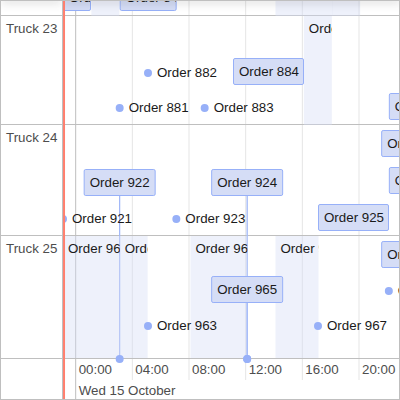 Truck 23
Ord
Order 882
Order 884
Order 881
Order 883
Truck 24
Order 922
Order 924
Order 921
Order 923
Order 925
Truck 25
Order 96
Ord
Order 96
Order
Order 965
Order 963
Order 967
00:00
04:00
08:00
12:00
16:00
20:00
Wed 15 October